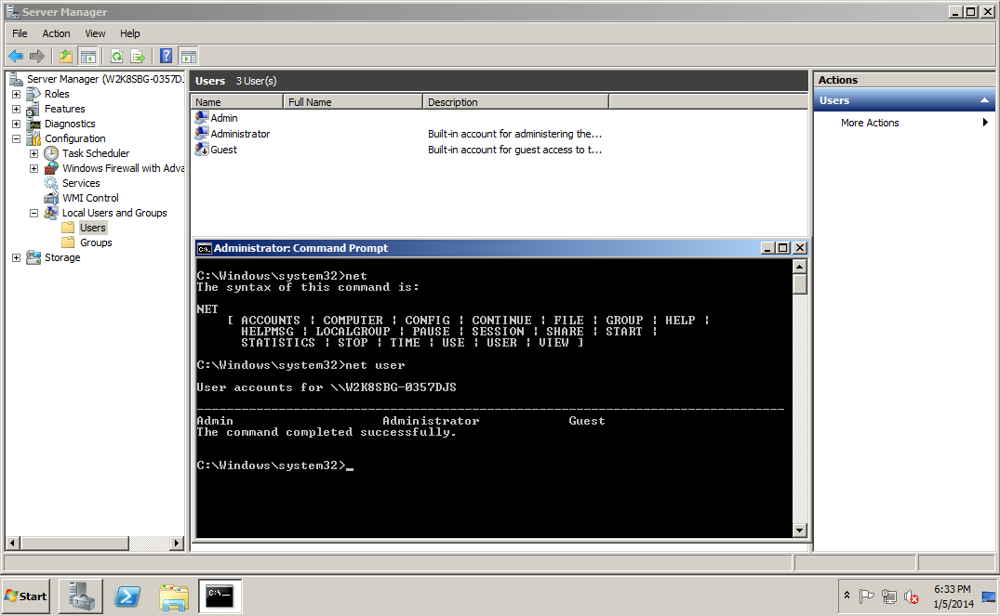 Server Manager
File Action View Help
Server Manager (W2K8SBG-0357DJ
Roles
Features
Diagnostics
Configuration
Task Scheduler
Windows Firewall with Adva
Services
WMI Control
Local Users and Groups
Users
Groups
Storage
Users 3 User(s)
Name Full Name Description
Admin
Administrator Built-in account for administering the...
Guest Built-in account for guest access to t...
Actions
Users
More Actions
Administrator: Command Prompt
C:\Windows\system32>net
The syntax of this command is:
NET
[ ACCOUNTS | COMPUTER | CONFIG | CONTINUE | FILE | GROUP | HELP |
HELPMSG | LOCALGROUP | PAUSE | SESSION | SHARE | START |
STATISTICS | STOP | TIME | USE | USER | VIEW ]
C:\Windows\system32>net user
User accounts for \\W2K8SBG-0357DJS
-------------------------------------------------------------------------------
Admin Administrator Guest
The command completed successfully.
C:\Windows\system32>_
Start
C:\
6:33 PM
1/5/2014